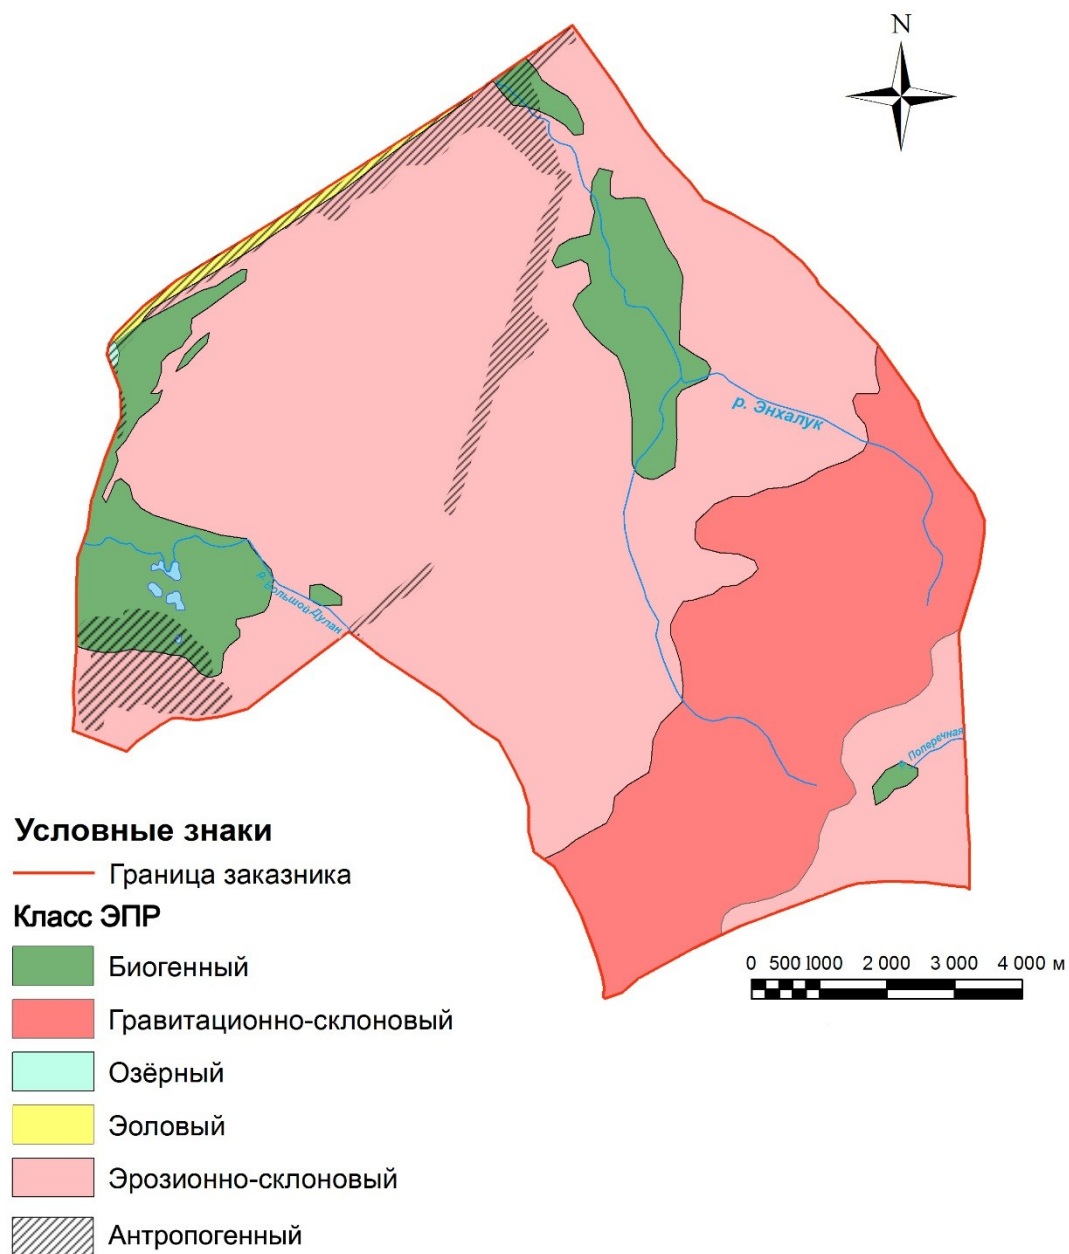 N
р. Энхалук
р. Большой Дулан
р. Поперечная
Условные знаки
Граница заказника
Класс ЭПР
Биогенный
Гравитационно-склоновый
Озёрный
Эоловый
Эрозионно-склоновый
Антропогенный
0 500 1000 2 000 3 000 4 000 м